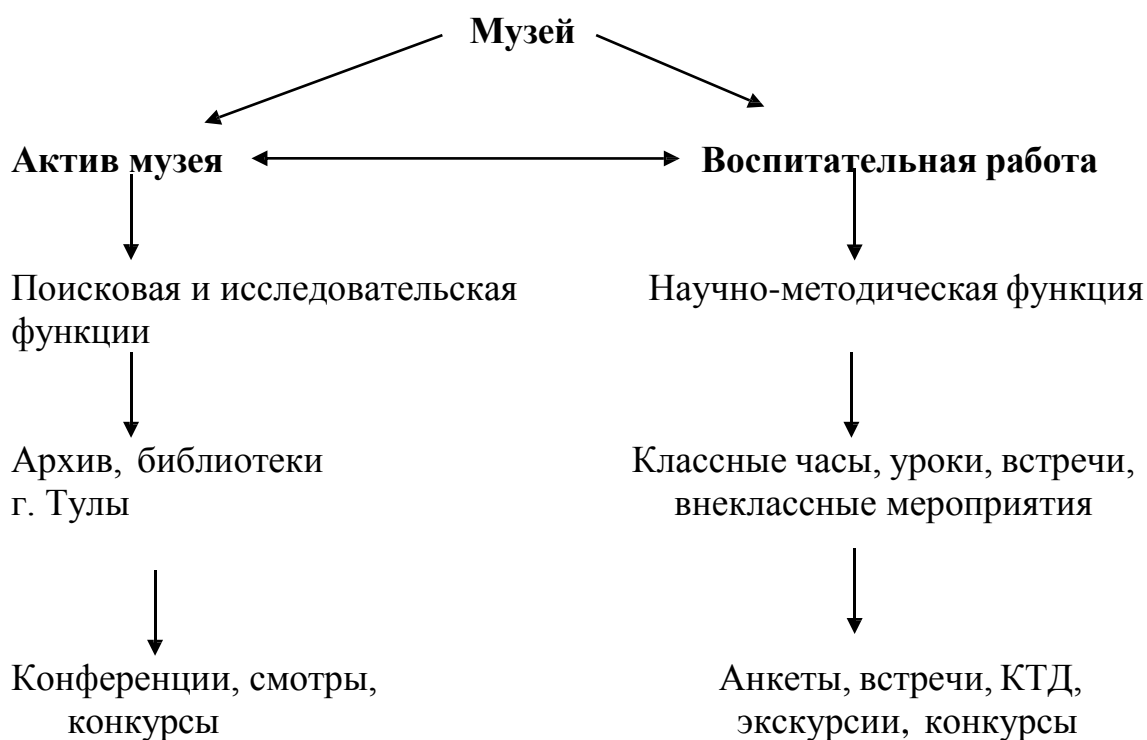 Музей
Актив музея
Воспитательная работа
Поисковая и исследовательская
функции
Научно-методическая функция
Архив, библиотеки
г. Тулы
Классные часы, уроки, встречи,
внеклассные мероприятия
Конференции, смотры,
конкурсы
Анкеты, встречи, КТД,
экскурсии, конкурсы